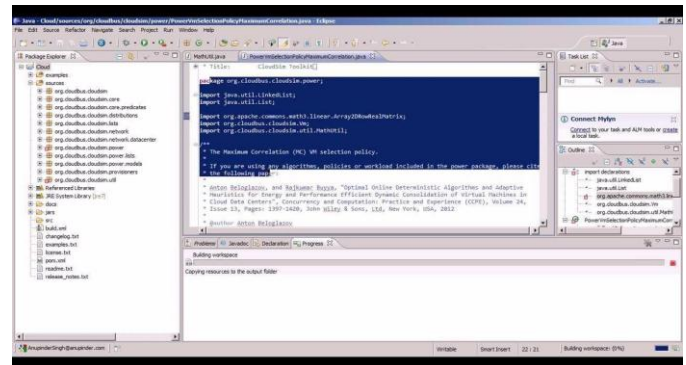 Java - Cloud/sources/org/cloudbus/cloudsim/power/PowerVmSelectionPolicyMaximumCorrelation.java - Eclipse
File Edit Source Refactor Navigate Search Project Run Window Help
Java
Package Explorer
Cloud
examples
sources
org.cloudbus.cloudsim
org.cloudbus.cloudsim.core
org.cloudbus.cloudsim.core.predicates
org.cloudbus.cloudsim.distributions
org.cloudbus.cloudsim.lists
org.cloudbus.cloudsim.network
org.cloudbus.cloudsim.network.datacenter
org.cloudbus.cloudsim.power
org.cloudbus.cloudsim.power.lists
org.cloudbus.cloudsim.power.models
org.cloudbus.cloudsim.provisioners
org.cloudbus.cloudsim.util
Referenced Libraries
JRE System Library
docs
jars
src
build.xml
changelog.txt
examples.txt
license.txt
pom.xml
readme.txt
release_notes.txt
MathUtil.java
PowerVmSelectionPolicyMaximumCorrelation.java
* Title: CloudSim Toolkit
package org.cloudbus.cloudsim.power;
import java.util.LinkedList;
import java.util.List;
import org.apache.commons.math3.linear.Array2DRowRealMatrix;
import org.cloudbus.cloudsim.Vm;
import org.cloudbus.cloudsim.util.MathUtil;
/**
* The Maximum Correlation (MC) VM selection policy.
*
* If you are using any algorithms, policies or workload included in the power package, please cite
* the following paper:
*
* Anton Beloglazov, and Rajkumar Buyya, "Optimal Online Deterministic Algorithms and Adaptive
* Heuristics for Energy and Performance Efficient Dynamic Consolidation of Virtual Machines in
* Cloud Data Centers", Concurrency and Computation: Practice and Experience (CCPE), Volume 24,
* Issue 13, Pages: 1397-1420, John Wiley & Sons, Ltd, New York, USA, 2012
*
* @author Anton Beloglazov
Task List
Find
All
Activate...
Connect Mylyn
Connect to your task and ALM tools or create
a local task.
Outline
import declarations
java.util.LinkedList
java.util.List
org.apache.commons.math3.lin
org.cloudbus.cloudsim.Vm
org.cloudbus.cloudsim.util.Math
PowerVmSelectionPolicyMaximumCor
Problems
Javadoc
Declaration
Progress
Building workspace
Copying resources to the output folder
AnupinderSingh@anupinder.com
Writable
Smart Insert
22 : 21
Building workspace: (5%)